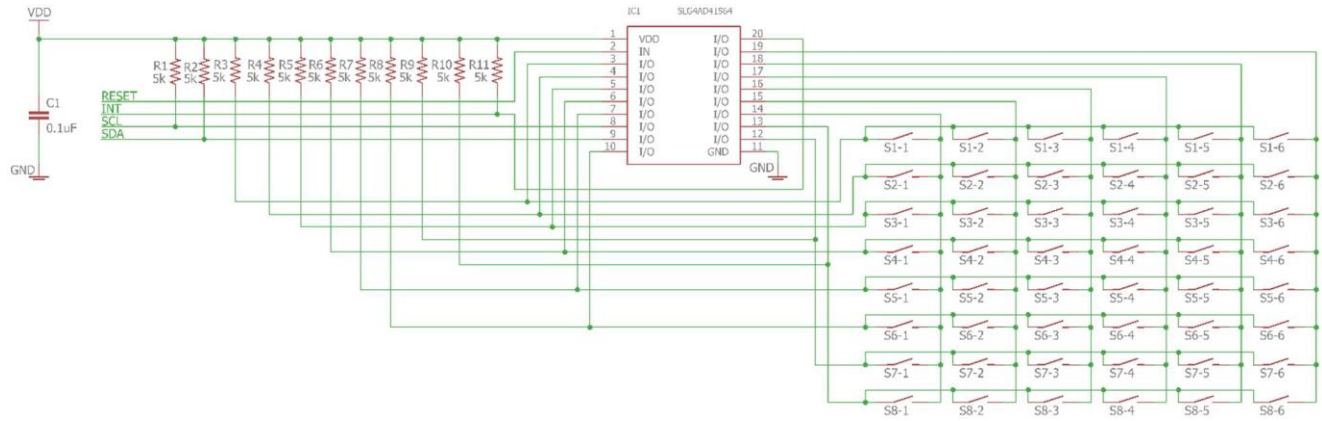 VDD
IC1 SLG4AD41564
1 VDD I/O 20
2 IN I/O 19
3 I/O I/O 18
4 I/O I/O 17
5 I/O I/O 16
6 I/O I/O 15
7 I/O I/O 14
8 I/O I/O 13
9 I/O I/O 12
10 I/O GND 11
R1 R2 R3 R4 R5 R6 R7 R8 R9 R10 R11
5k 5k 5k 5k 5k 5k 5k 5k 5k 5k 5k
RESET
INT
SCL
SDA
C1
0.1uF
GND
GND
S1-1 S1-2 S1-3 S1-4 S1-5 S1-6
S2-1 S2-2 S2-3 S2-4 S2-5 S2-6
S3-1 S3-2 S3-3 S3-4 S3-5 S3-6
S4-1 S4-2 S4-3 S4-4 S4-5 S4-6
S5-1 S5-2 S5-3 S5-4 S5-5 S5-6
S6-1 S6-2 S6-3 S6-4 S6-5 S6-6
S7-1 S7-2 S7-3 S7-4 S7-5 S7-6
S8-1 S8-2 S8-3 S8-4 S8-5 S8-6